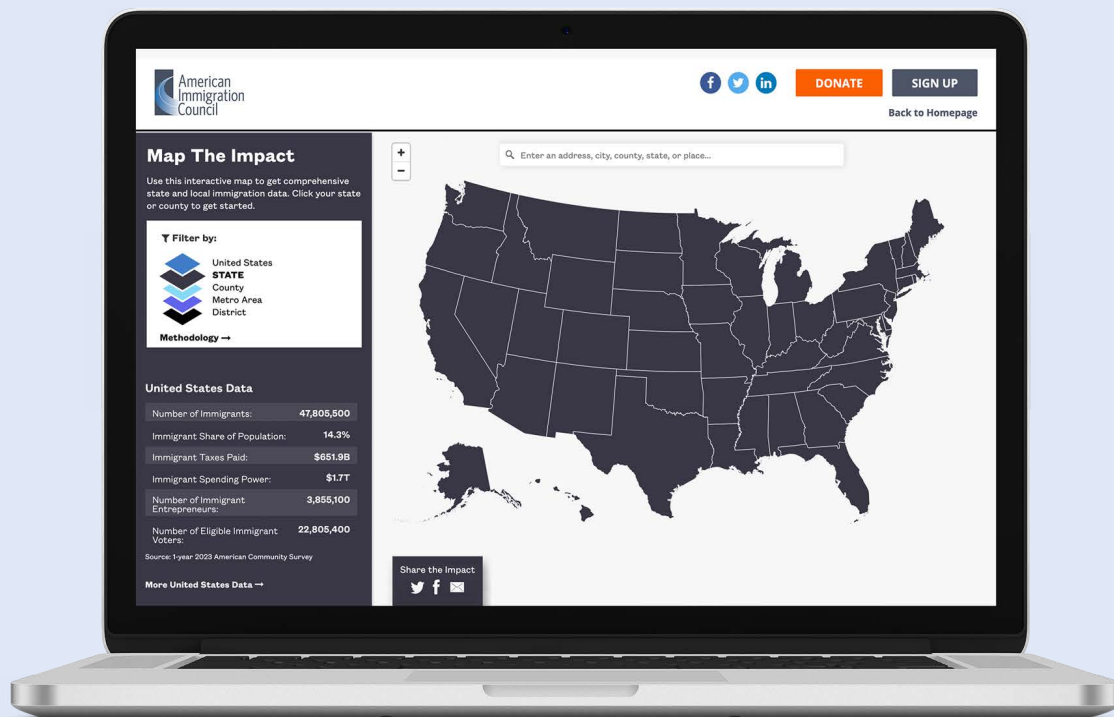 American
Immigration
Council
f
in
DONATE
SIGN UP
Back to Homepage
Map The Impact
Use this interactive map to get comprehensive
state and local immigration data. Click your state
or county to get started.
Filter by:
United States
STATE
County
Metro Area
District
Methodology →
United States Data
Number of Immigrants: 47,805,500
Immigrant Share of Population: 14.3%
Immigrant Taxes Paid: $651.9B
Immigrant Spending Power: $1.7T
Number of Immigrant
Entrepreneurs: 3,855,100
Number of Eligible Immigrant
Voters: 22,805,400
Source: 1-year 2023 American Community Survey
More United States Data →
+
−
Enter an address, city, county, state, or place...
Share the Impact
f